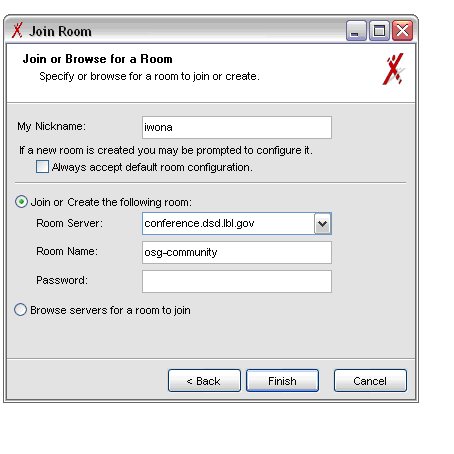 Join Room
Join or Browse for a Room
Specify or browse for a room to join or create.
My Nickname: iwona
If a new room is created you may be prompted to configure it.
Always accept default room configuration.
Join or Create the following room:
Room Server: conference.dsd.lbl.gov
Room Name: osg-community
Password:
Browse servers for a room to join
< Back Finish Cancel